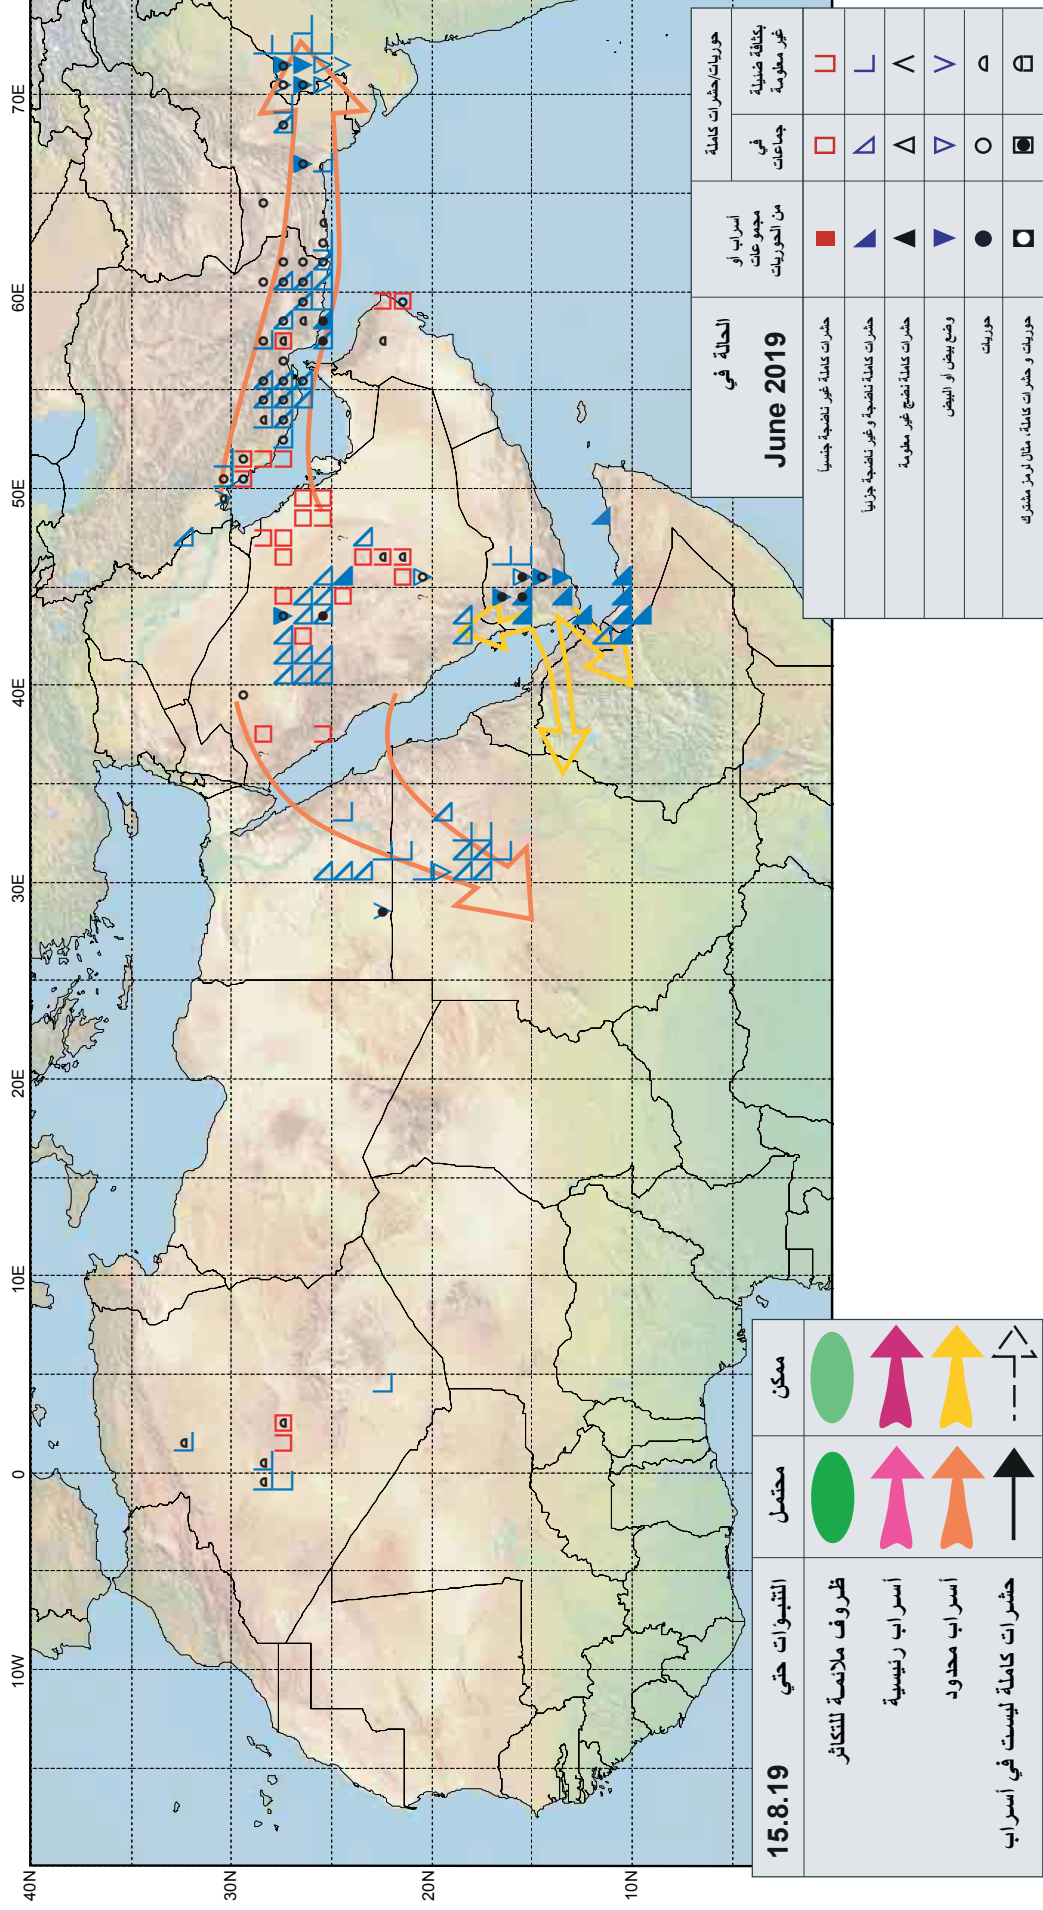 40N
30N
20N
10N
10W
0
10E
20E
30E
40E
50E
60E
70E
التنبؤات حتي
15.8.19
محتمل
ممكن
ظروف ملائمة للتكاثر
أسراب رئيسية
أسراب محدود
حشرات كاملة ليست في أسراب
الحالة في
June 2019
أسراب أو
مجموعات
من الحوريات
حوريات/حشرات كاملة
في
جماعات
بكثافة ضئيلة
غير معلومة
حشرات كاملة غير ناضجة جنسياً
حشرات كاملة ناضجة و غير ناضجة جزئياً
حشرات كاملة نضج غير معلومة
وضع بيض أو البيض
حوريات
حوريات و حشرات كاملة، مثال لرمز مشترك